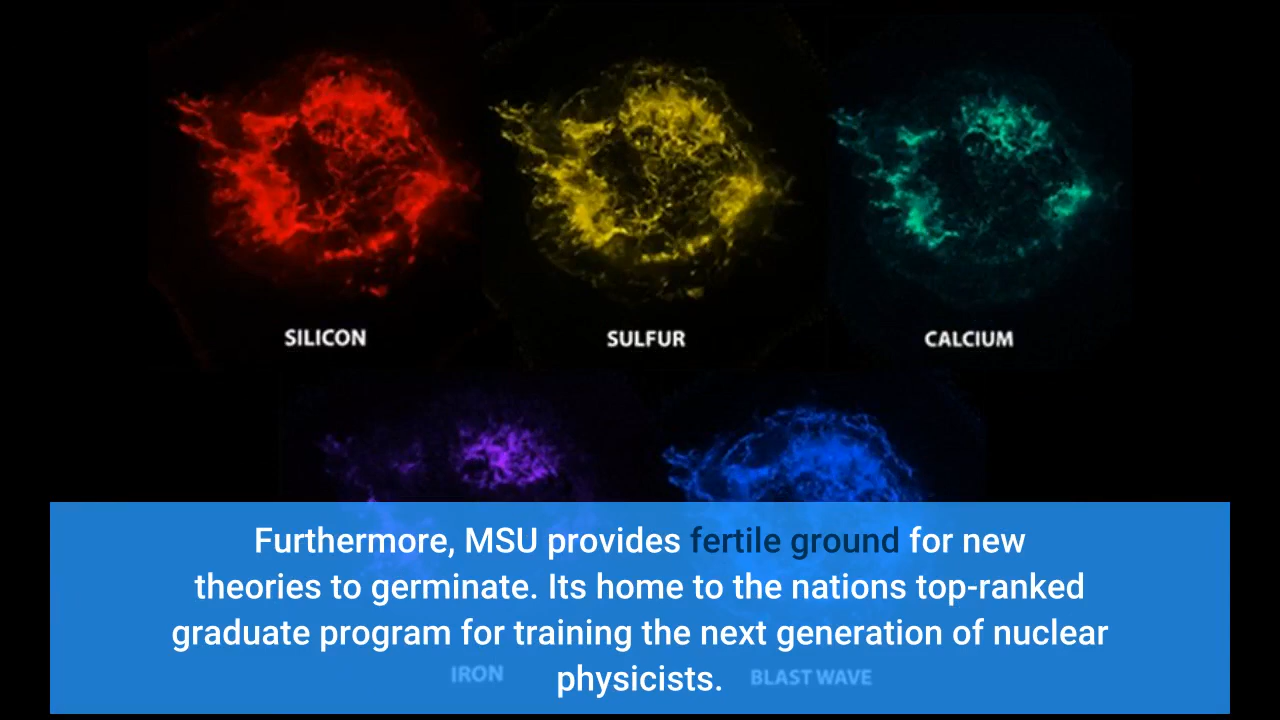 SILICON
SULFUR
CALCIUM
Furthermore, MSU provides fertile ground for new
theories to germinate. Its home to the nations top-ranked
graduate program for training the next generation of nuclear
physicists.
IRON
BLAST WAVE